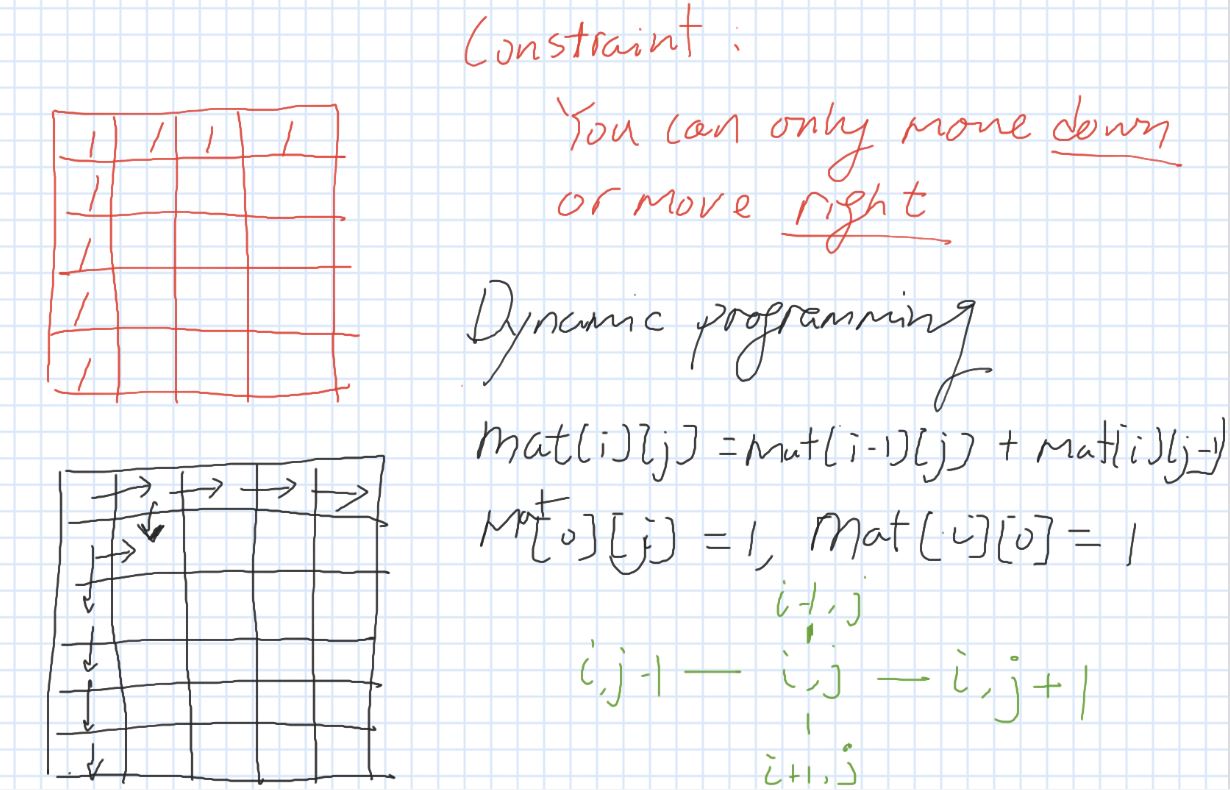 Constraint :
You can only move down
or move right
1 1 1 1
1
1
1
1
Dynamic programming
mat[i][j] = mat[i-1][j] + mat[i][j-1]
Mat[0][j] = 1, Mat[i][0] = 1
i-1, j
i, j-1 — i, j — i, j+1
i+1, j